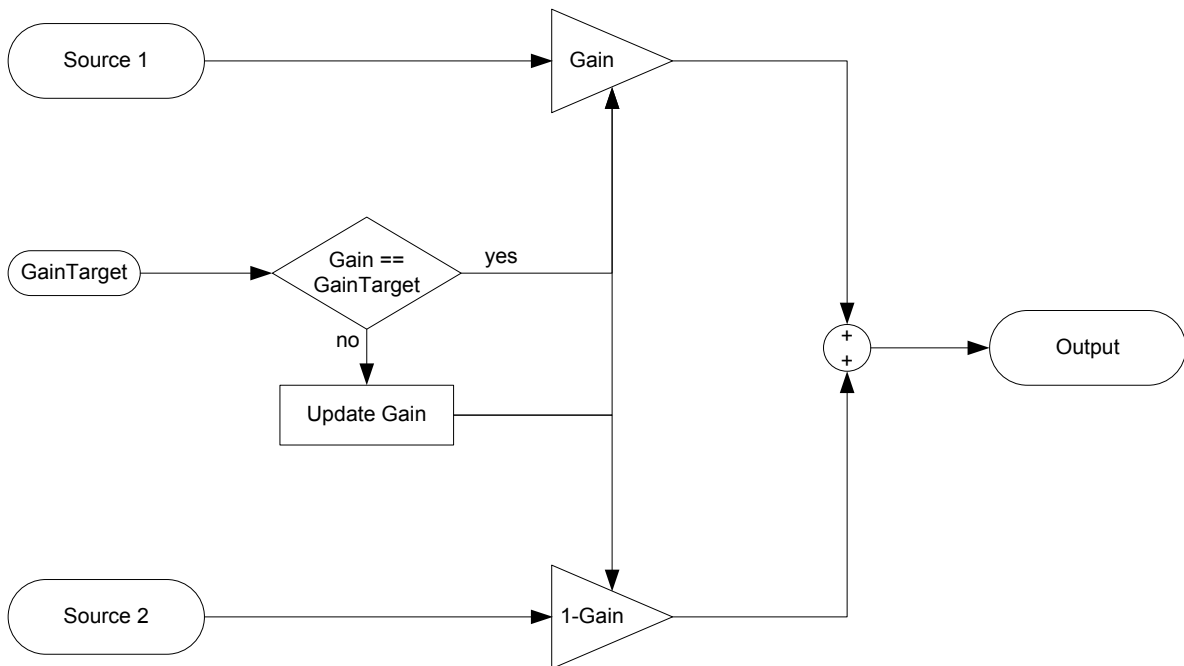 Source 1
Gain
GainTarget
Gain ==
GainTarget
yes
no
Update Gain
+
+
Output
Source 2
1-Gain